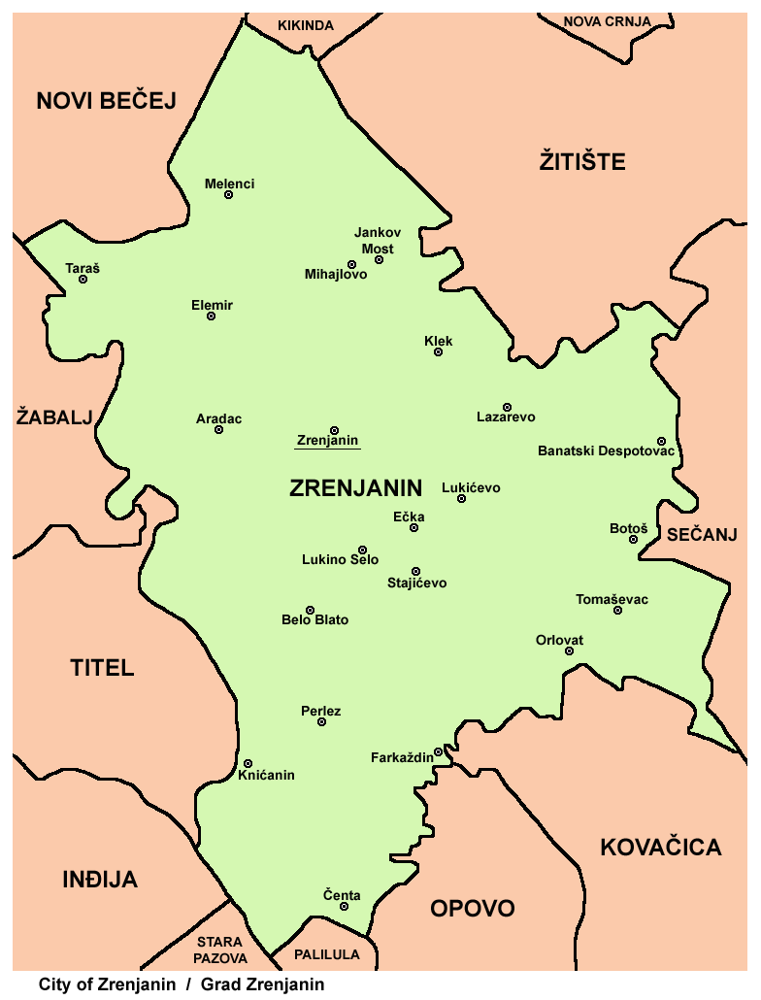 KIKINDA
NOVA CRNJA
NOVI BEČEJ
ŽITIŠTE
Melenci
Jankov
Most
Taraš
Mihajlovo
Elemir
Klek
ŽABALJ
Aradac
Lazarevo
Zrenjanin
Banatski Despotovac
ZRENJANIN
Lukićevo
Ečka
Botoš
SEČANJ
Lukino Selo
Stajićevo
Tomaševac
Belo Blato
Orlovat
TITEL
Perlez
Farkaždin
Knićanin
KOVAČICA
INĐIJA
Čenta
OPOVO
STARA
PAZOVA
PALILULA
City of Zrenjanin / Grad Zrenjanin